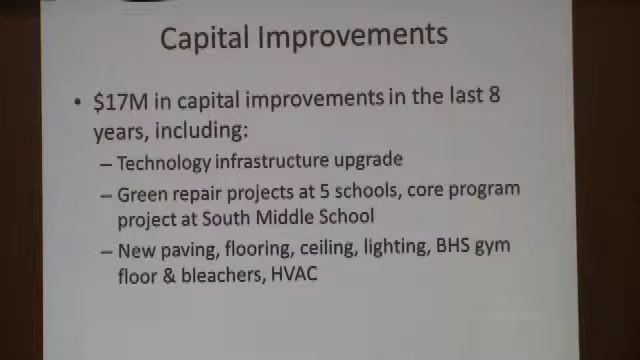 Capital Improvements
• $17M in capital improvements in the last 8
years, including:
– Technology infrastructure upgrade
– Green repair projects at 5 schools, core program
project at South Middle School
– New paving, flooring, ceiling, lighting, BHS gym
floor & bleachers, HVAC